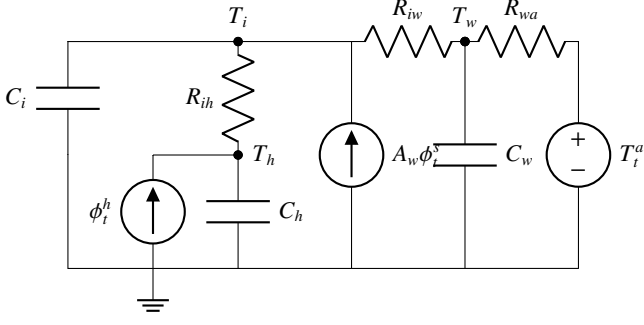 T_i
R_iw
T_w
R_wa
C_i
R_ih
T_h
ϕ_t^h
C_h
A_wϕ_t^s
C_w
+
−
T_t^a